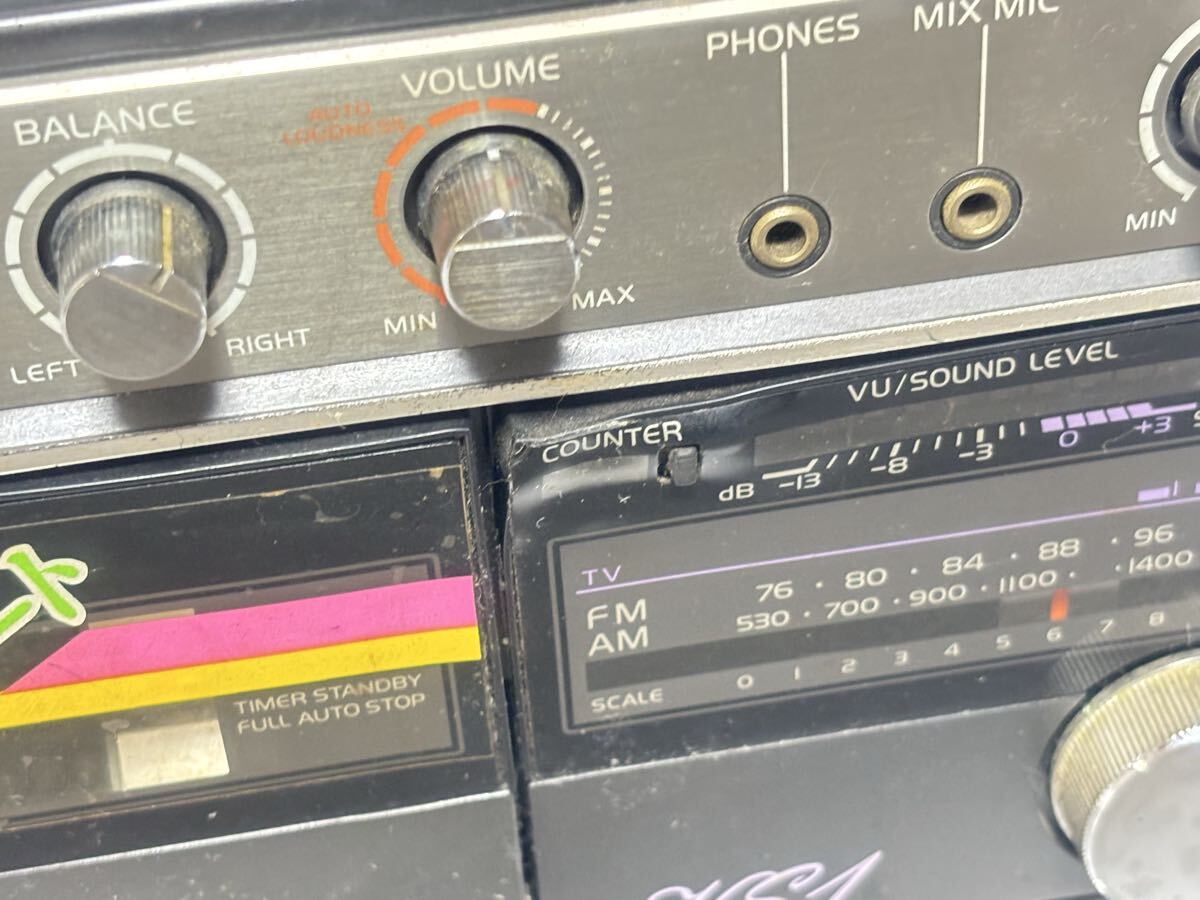 BALANCE
LEFT
RIGHT
AUTO
LOUDNESS
VOLUME
MIN
MAX
PHONES
MIX MIC
MIN
COUNTER
VU/SOUND LEVEL
dB -13 -8 -3 0 +3
TV
FM 76 · 80 · 84 · 88 · 96
AM 530 · 700 · 900 · 1100 · · 1400
SCALE 0 1 2 3 4 5 6 7 8
TIMER STANDBY
FULL AUTO STOP